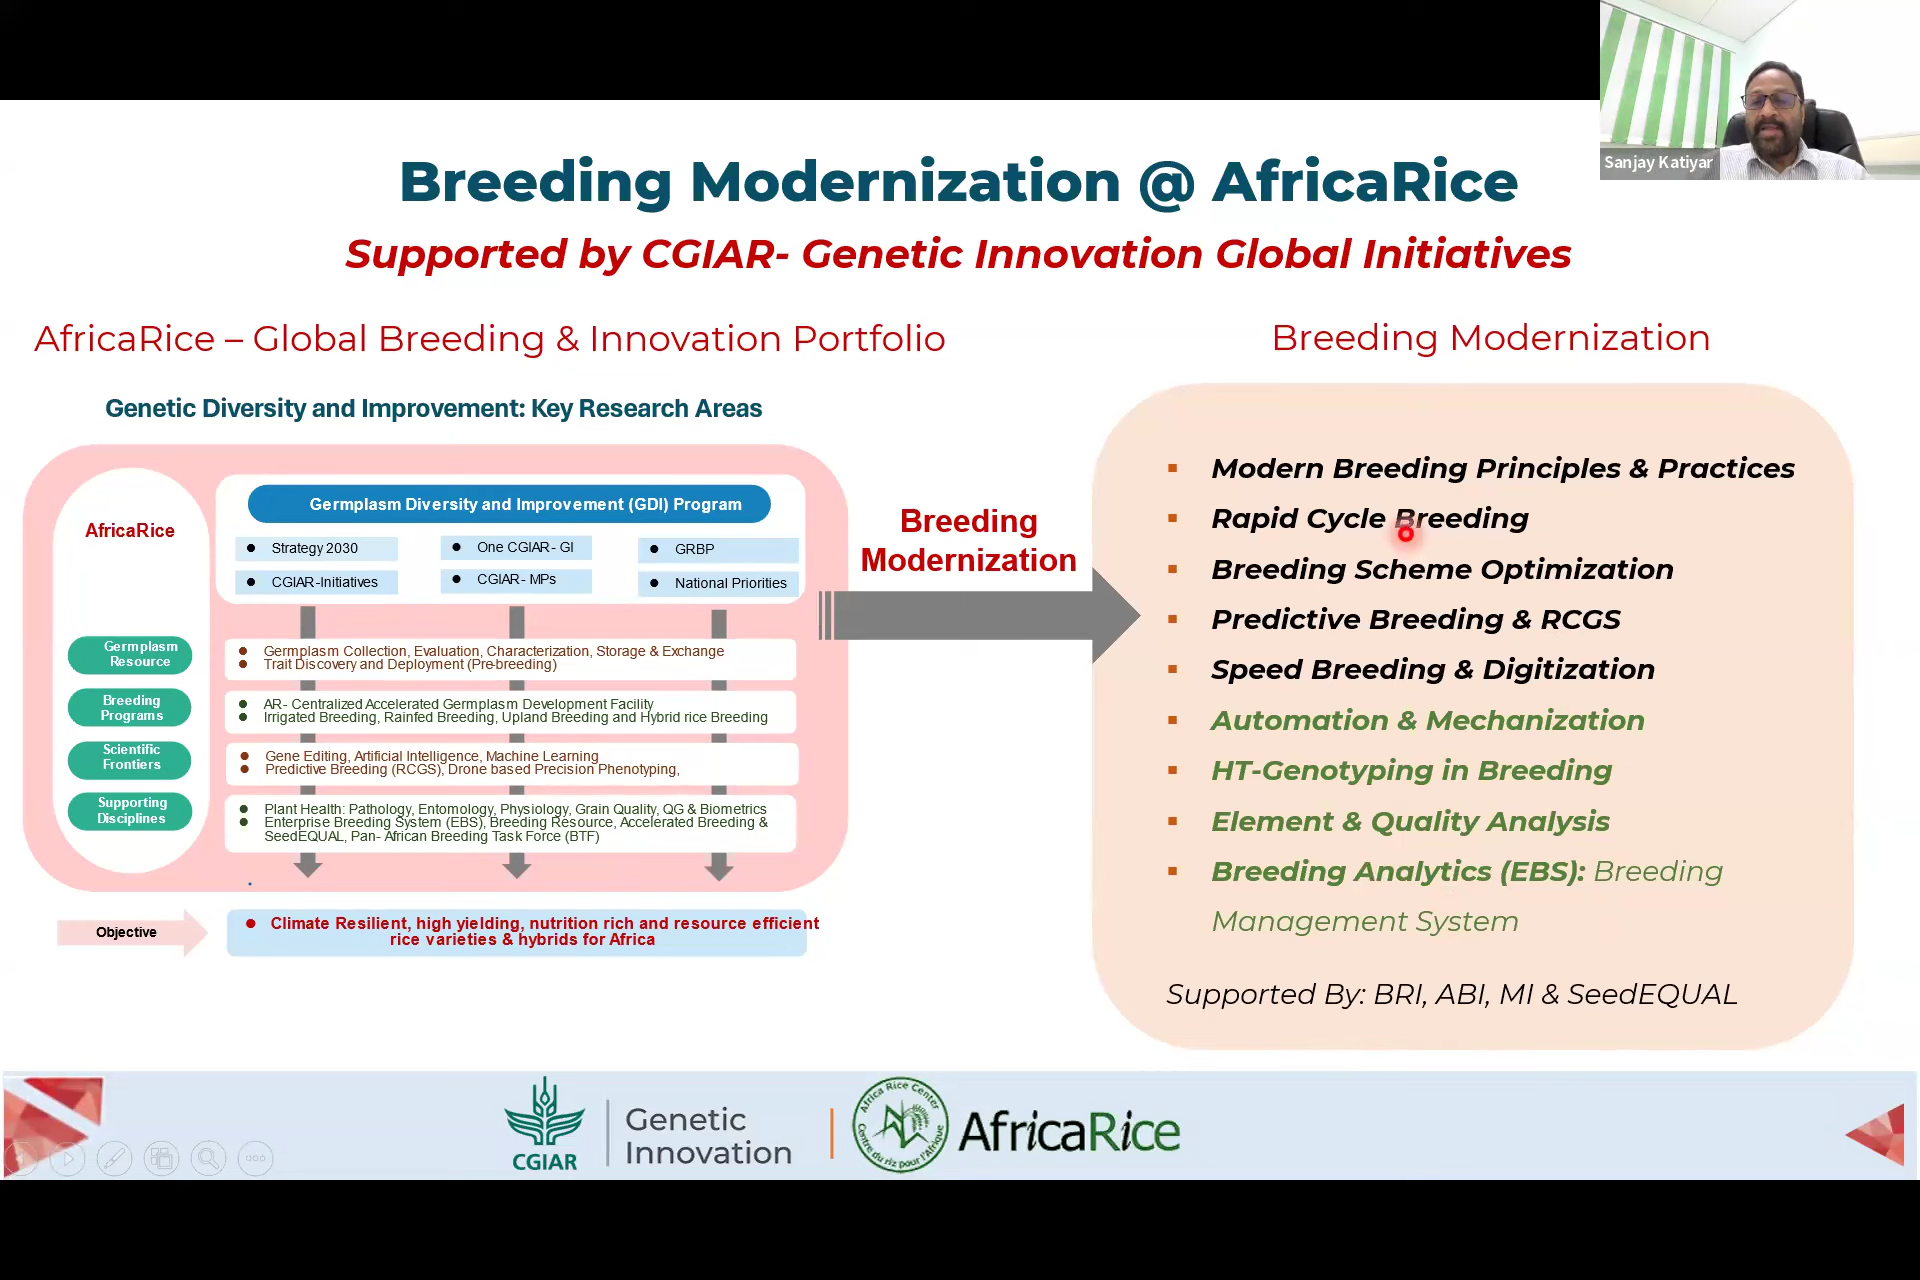 Sanjay Katiyar
Breeding Modernization @ AfricaRice
Supported by CGIAR- Genetic Innovation Global Initiatives
AfricaRice – Global Breeding & Innovation Portfolio
Genetic Diversity and Improvement: Key Research Areas
AfricaRice
Germplasm Diversity and Improvement (GDI) Program
Strategy 2030
One CGIAR- GI
GRBP
CGIAR-Initiatives
CGIAR- MPs
National Priorities
Germplasm
Resource
Germplasm Collection, Evaluation, Characterization, Storage & Exchange
Trait Discovery and Deployment (Pre-breeding)
Breeding
Programs
AR- Centralized Accelerated Germplasm Development Facility
Irrigated Breeding, Rainfed Breeding, Upland Breeding and Hybrid rice Breeding
Scientific
Frontiers
Gene Editing, Artificial Intelligence, Machine Learning
Predictive Breeding (RCGS), Drone based Precision Phenotyping,
Supporting
Disciplines
Plant Health: Pathology, Entomology, Physiology, Grain Quality, QG & Biometrics
Enterprise Breeding System (EBS), Breeding Resource, Accelerated Breeding &
SeedEQUAL, Pan- African Breeding Task Force (BTF)
Objective
Climate Resilient, high yielding, nutrition rich and resource efficient
rice varieties & hybrids for Africa
Breeding
Modernization
Breeding Modernization
Modern Breeding Principles & Practices
Rapid Cycle Breeding
Breeding Scheme Optimization
Predictive Breeding & RCGS
Speed Breeding & Digitization
Automation & Mechanization
HT-Genotyping in Breeding
Element & Quality Analysis
Breeding Analytics (EBS): Breeding
Management System
Supported By: BRI, ABI, MI & SeedEQUAL
CGIAR
Genetic
Innovation
Africa Rice Center
Centre du riz pour l'Afrique
AfricaRice